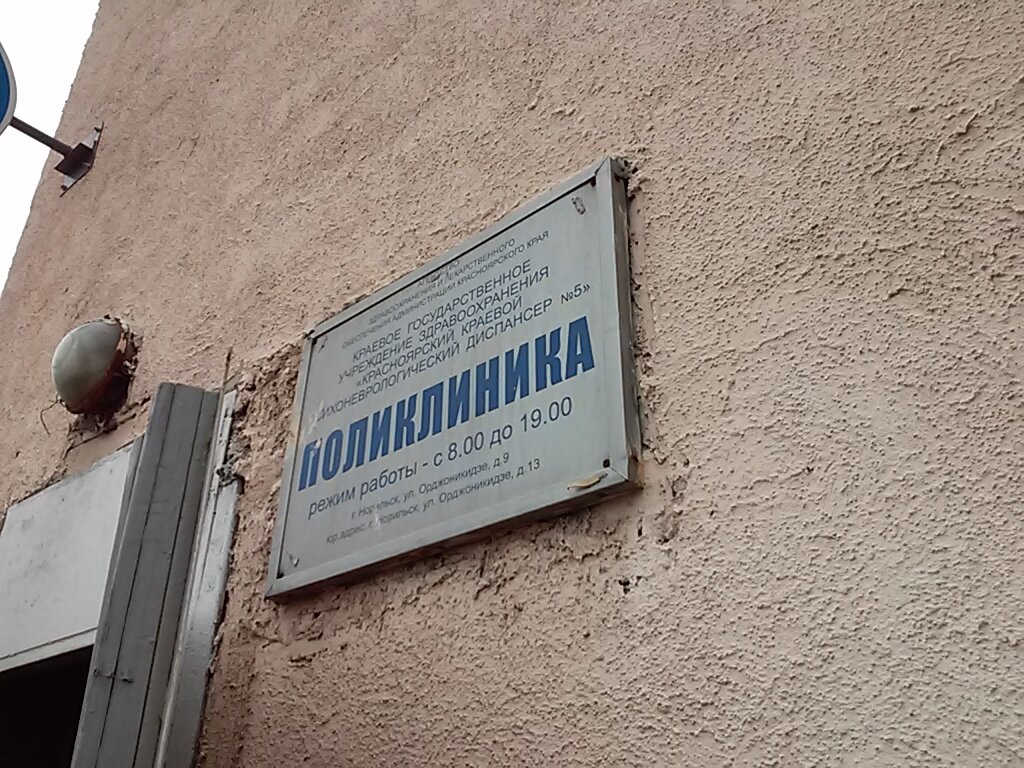 АГЕНТСТВО
ЗДРАВООХРАНЕНИЯ И ЛЕКАРСТВЕННОГО
ОБЕСПЕЧЕНИЯ АДМИНИСТРАЦИИ КРАСНОЯРСКОГО КРАЯ
КРАЕВОЕ ГОСУДАРСТВЕННОЕ
УЧРЕЖДЕНИЕ ЗДРАВООХРАНЕНИЯ
«КРАСНОЯРСКИЙ КРАЕВОЙ
ПСИХОНЕВРОЛОГИЧЕСКИЙ ДИСПАНСЕР №5»
ПОЛИКЛИНИКА
режим работы - с 8.00 до 19.00
г. Норильск, ул. Орджоникидзе, д.9
юр.адрес: г. Норильск, ул. Орджоникидзе, д.13